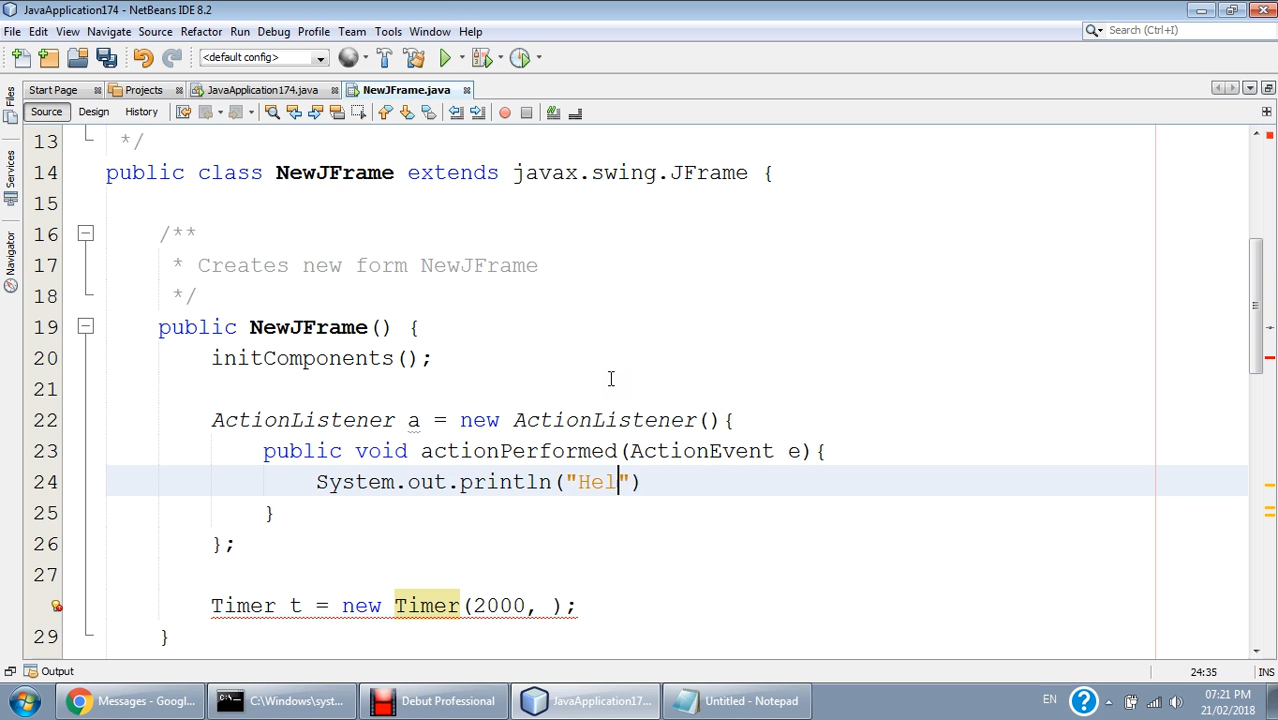 JavaApplication174 - NetBeans IDE 8.2
File Edit View Navigate Source Refactor Run Debug Profile Team Tools Window Help
Search (Ctrl+I)
<default config>
Start Page Projects JavaApplication174.java NewJFrame.java
Source Design History
Files
Services
Navigator
13 */
14 public class NewJFrame extends javax.swing.JFrame {
15
16 /**
17 * Creates new form NewJFrame
18 */
19 public NewJFrame() {
20 initComponents();
21
22 ActionListener a = new ActionListener(){
23 public void actionPerformed(ActionEvent e){
24 System.out.println("Hel")
25 }
26 };
27
Timer t = new Timer(2000, );
29 }
Output
24:35 INS
Messages - Googl...
C:\Windows\syst...
Debut Professional
JavaApplication17...
Untitled - Notepad
EN
07:21 PM
21/02/2018